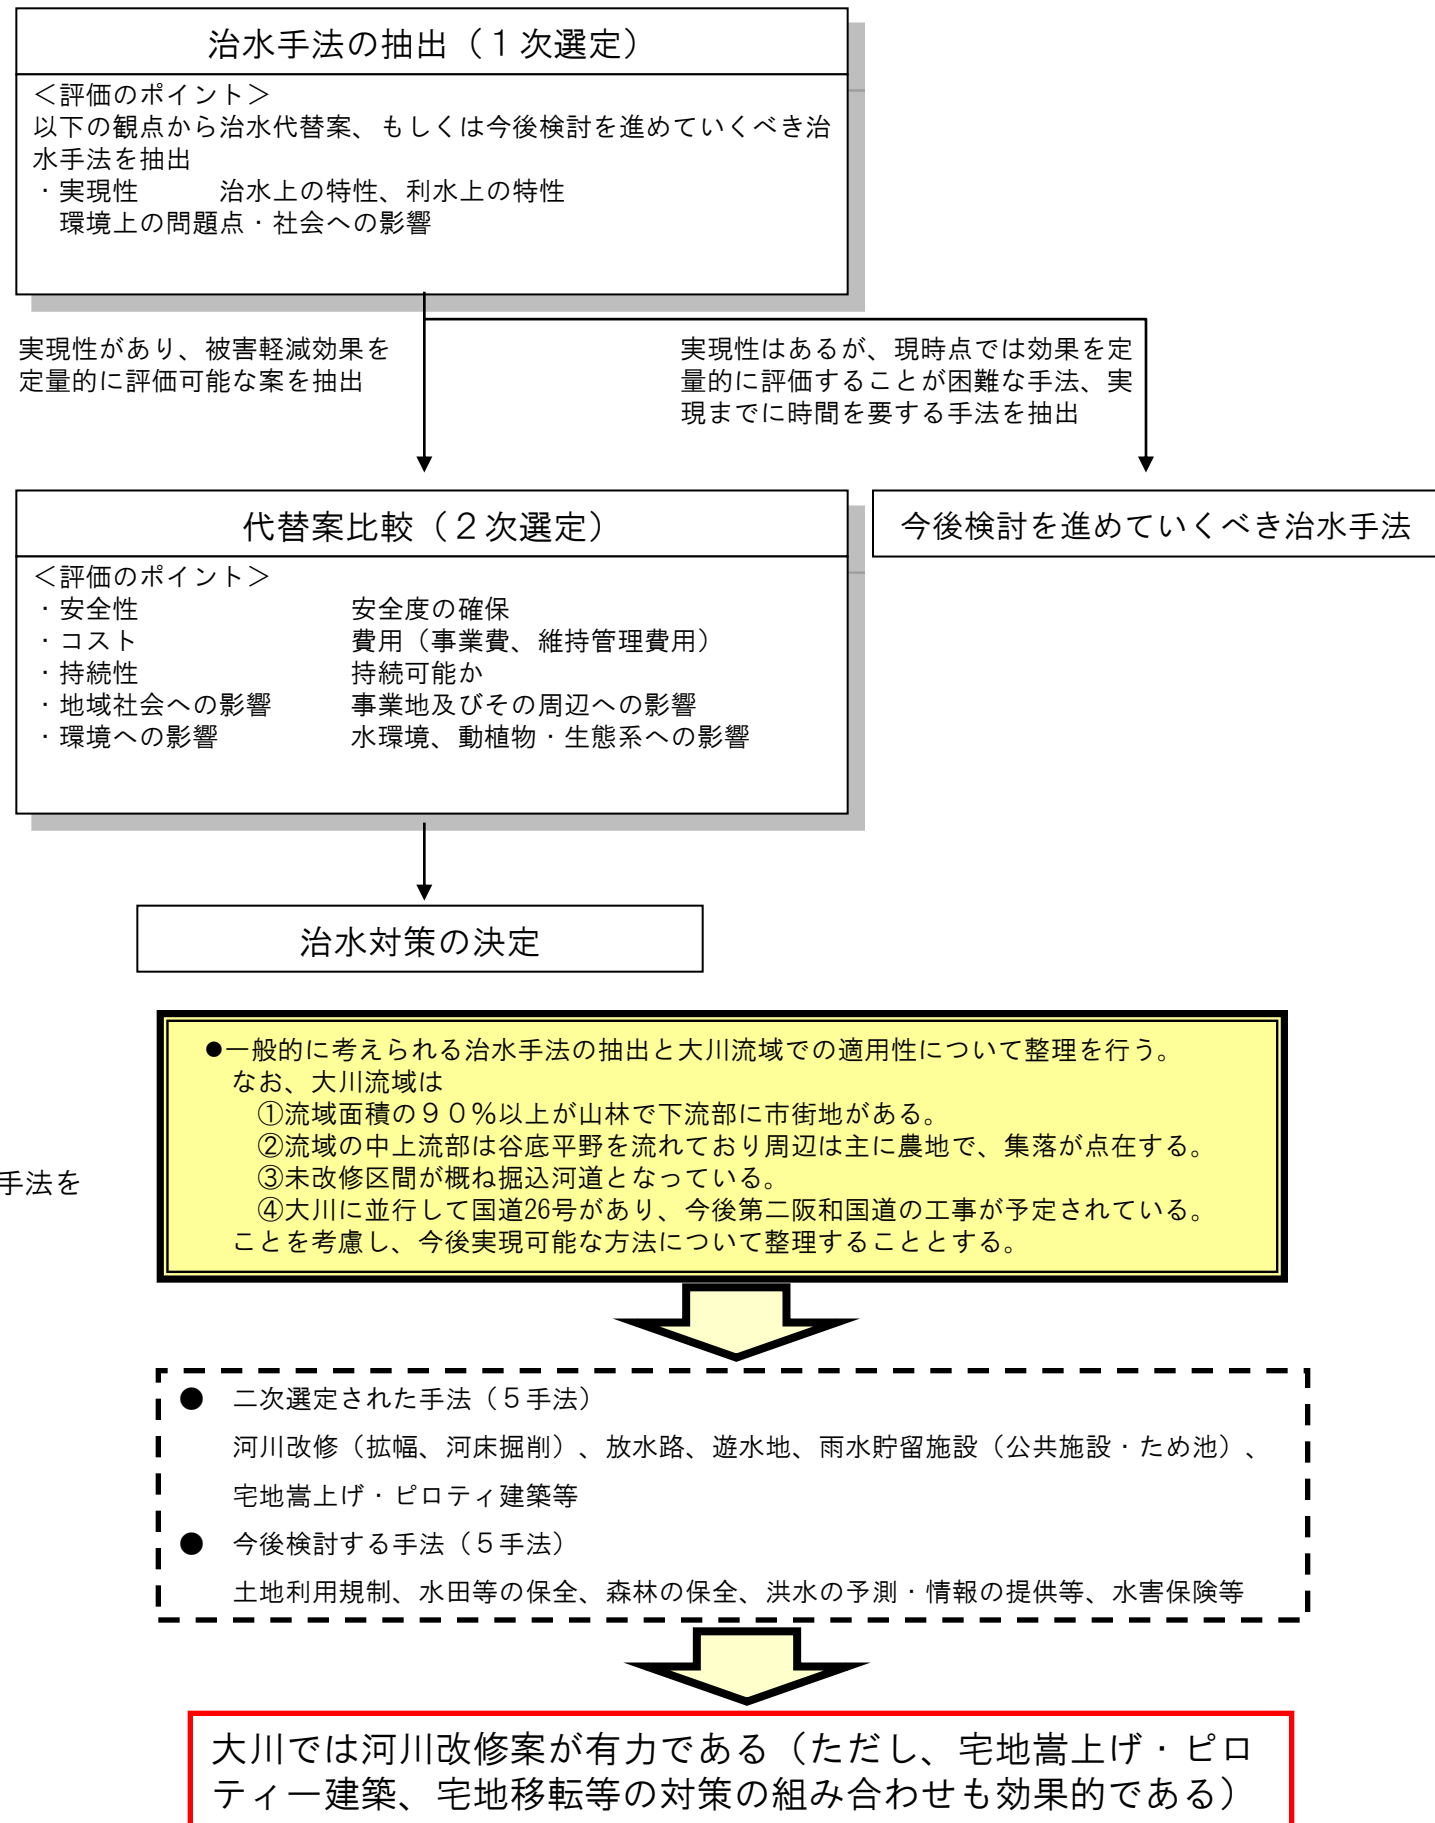 治水手法の抽出（１次選定）
＜評価のポイント＞
以下の観点から治水代替案、もしくは今後検討を進めていくべき治
水手法を抽出
・実現性　　　治水上の特性、利水上の特性
環境上の問題点・社会への影響
実現性があり、被害軽減効果を
定量的に評価可能な案を抽出
実現性はあるが、現時点では効果を定
量的に評価することが困難な手法、実
現までに時間を要する手法を抽出
代替案比較（２次選定）
今後検討を進めていくべき治水手法
＜評価のポイント＞
・安全性　　　　　　　　安全度の確保
・コスト　　　　　　　　費用（事業費、維持管理費用）
・持続性　　　　　　　　持続可能か
・地域社会への影響　　　事業地及びその周辺への影響
・環境への影響　　　　　水環境、動植物・生態系への影響
治水対策の決定
●一般的に考えられる治水手法の抽出と大川流域での適用性について整理を行う。
なお、大川流域は
①流域面積の９０％以上が山林で下流部に市街地がある。
②流域の中上流部は谷底平野を流れており周辺は主に農地で、集落が点在する。
手法を
③未改修区間が概ね掘込河道となっている。
④大川に並行して国道26号があり、今後第二阪和国道の工事が予定されている。
ことを考慮し、今後実現可能な方法について整理することとする。
●　二次選定された手法（５手法）
河川改修（拡幅、河床掘削）、放水路、遊水地、雨水貯留施設（公共施設・ため池）、
宅地嵩上げ・ピロティ建築等
●　今後検討する手法（５手法）
土地利用規制、水田等の保全、森林の保全、洪水の予測・情報の提供等、水害保険等
大川では河川改修案が有力である（ただし、宅地嵩上げ・ピロ
ティー建築、宅地移転等の対策の組み合わせも効果的である）